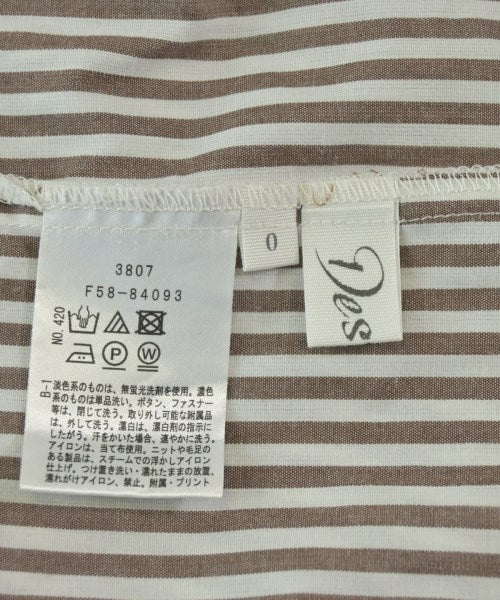 3807
F58-84093
NO.420
B-1
淡色系のものは、無蛍光洗剤を使用。濃色
系のものは単品洗い。ボタン、ファスナー
等は、閉じて洗う。取り外し可能な附属品
は、外して洗う。漂白は、漂白剤の指示に
したがう。汗をかいた場合、速やかに洗う。
アイロンは、当て布使用。ニットや毛足の
ある製品は、スチームでの浮かしアイロン
仕上げ。つけ置き洗い・濡れたままの放置、
濡れがけアイロン、禁止。附属・プリント
P
W
0
Des